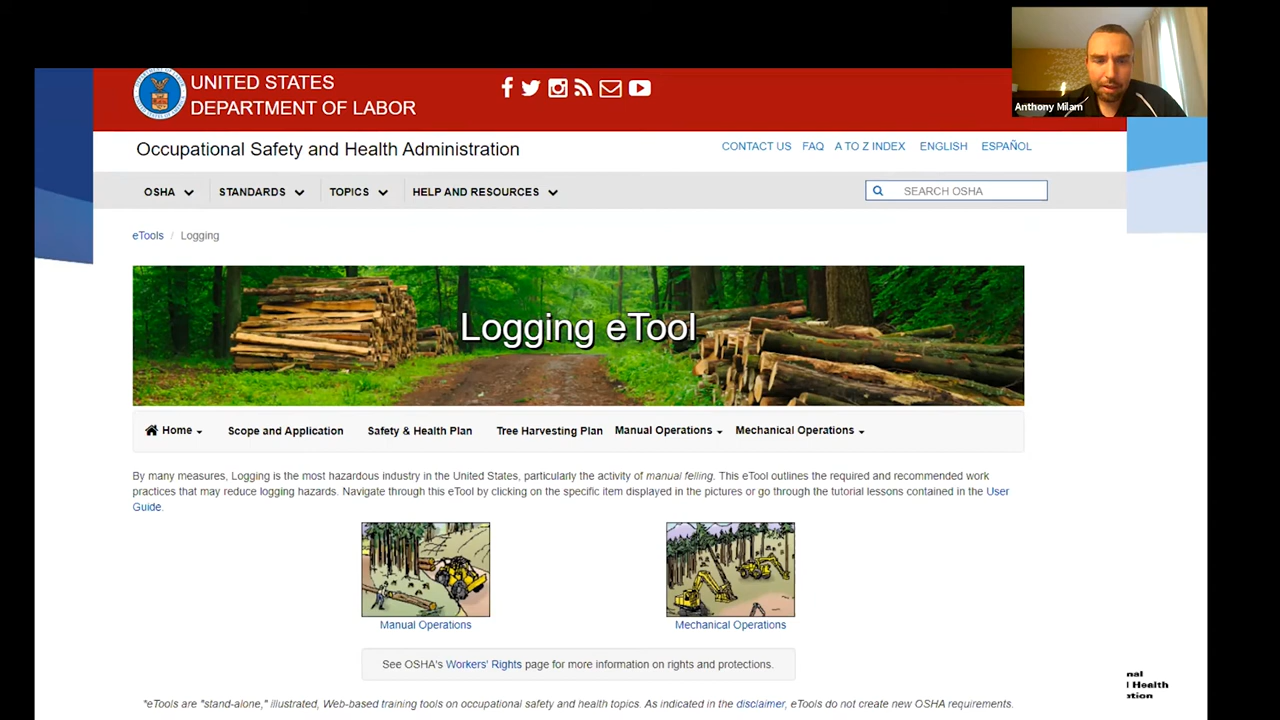 Anthony Milam
UNITED STATES
DEPARTMENT OF LABOR
Occupational Safety and Health Administration
CONTACT US FAQ A TO Z INDEX ENGLISH ESPAÑOL
OSHA STANDARDS TOPICS HELP AND RESOURCES
SEARCH OSHA
eTools / Logging
Logging eTool
Home Scope and Application Safety & Health Plan Tree Harvesting Plan Manual Operations Mechanical Operations
By many measures, Logging is the most hazardous industry in the United States, particularly the activity of manual felling. This eTool outlines the required and recommended work
practices that may reduce logging hazards. Navigate through this eTool by clicking on the specific item displayed in the pictures or go through the tutorial lessons contained in the User
Guide.
Manual Operations
Mechanical Operations
See OSHA's Workers' Rights page for more information on rights and protections.
nal
l Health
"eTools are "stand-alone," illustrated, Web-based training tools on occupational safety and health topics. As indicated in the disclaimer, eTools do not create new OSHA requirements.